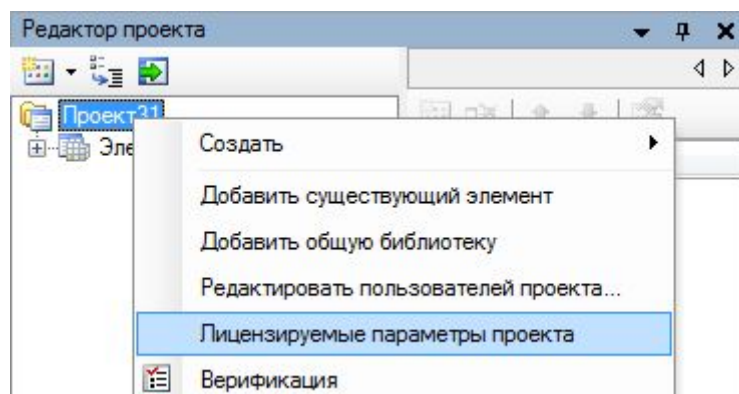 Редактор проекта
Проект31
Эле
Создать
Добавить существующий элемент
Добавить общую библиотеку
Редактировать пользователей проекта...
Лицензируемые параметры проекта
Верификация